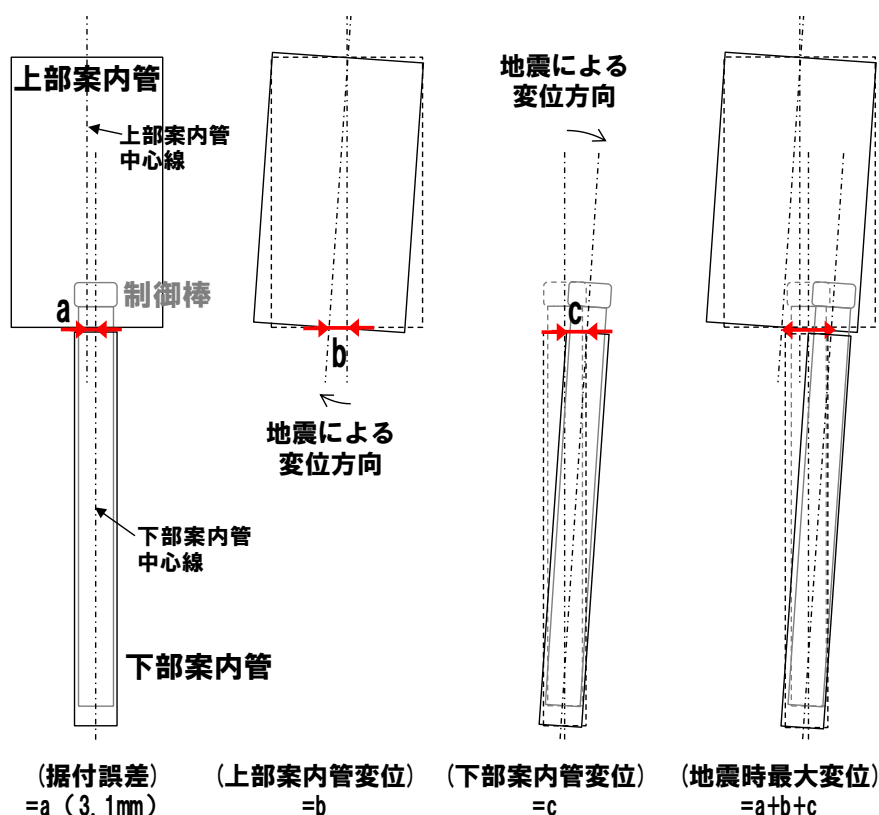 上部案内管
上部案内管
中心線
制御棒
a
下部案内管
中心線
下部案内管
(据付誤差)
=a (3.1mm)
b
地震による
変位方向
(上部案内管変位)
=b
地震による
変位方向
c
(下部案内管変位)
=c
(地震時最大変位)
=a+b+c